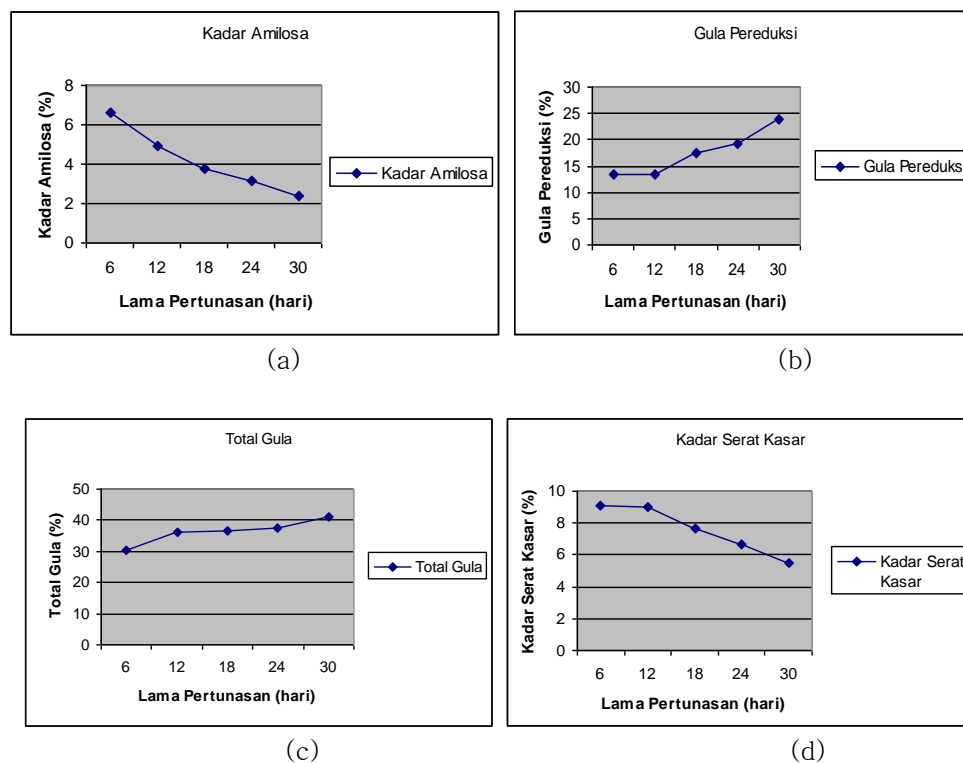 Kadar Amilosa
Kadar Amilosa (%)
8
6
4
2
0
6 12 18 24 30
Lama Pertunasan (hari)
Kadar Amilosa
(a)
Gula Pereduksi
Gula Pereduksi (%)
30
25
20
15
10
5
0
6 12 18 24 30
Lama Pertunasan (hari)
Gula Pereduks
(b)
Total Gula
Total Gula (%)
50
40
30
20
10
0
6 12 18 24 30
Lama Pertunasan (hari)
Total Gula
(c)
Kadar Serat Kasar
Kadar Serat Kasar (%)
10
8
6
4
2
0
6 12 18 24 30
Lama Pertunasan (hari)
Kadar Serat
Kasar
(d)